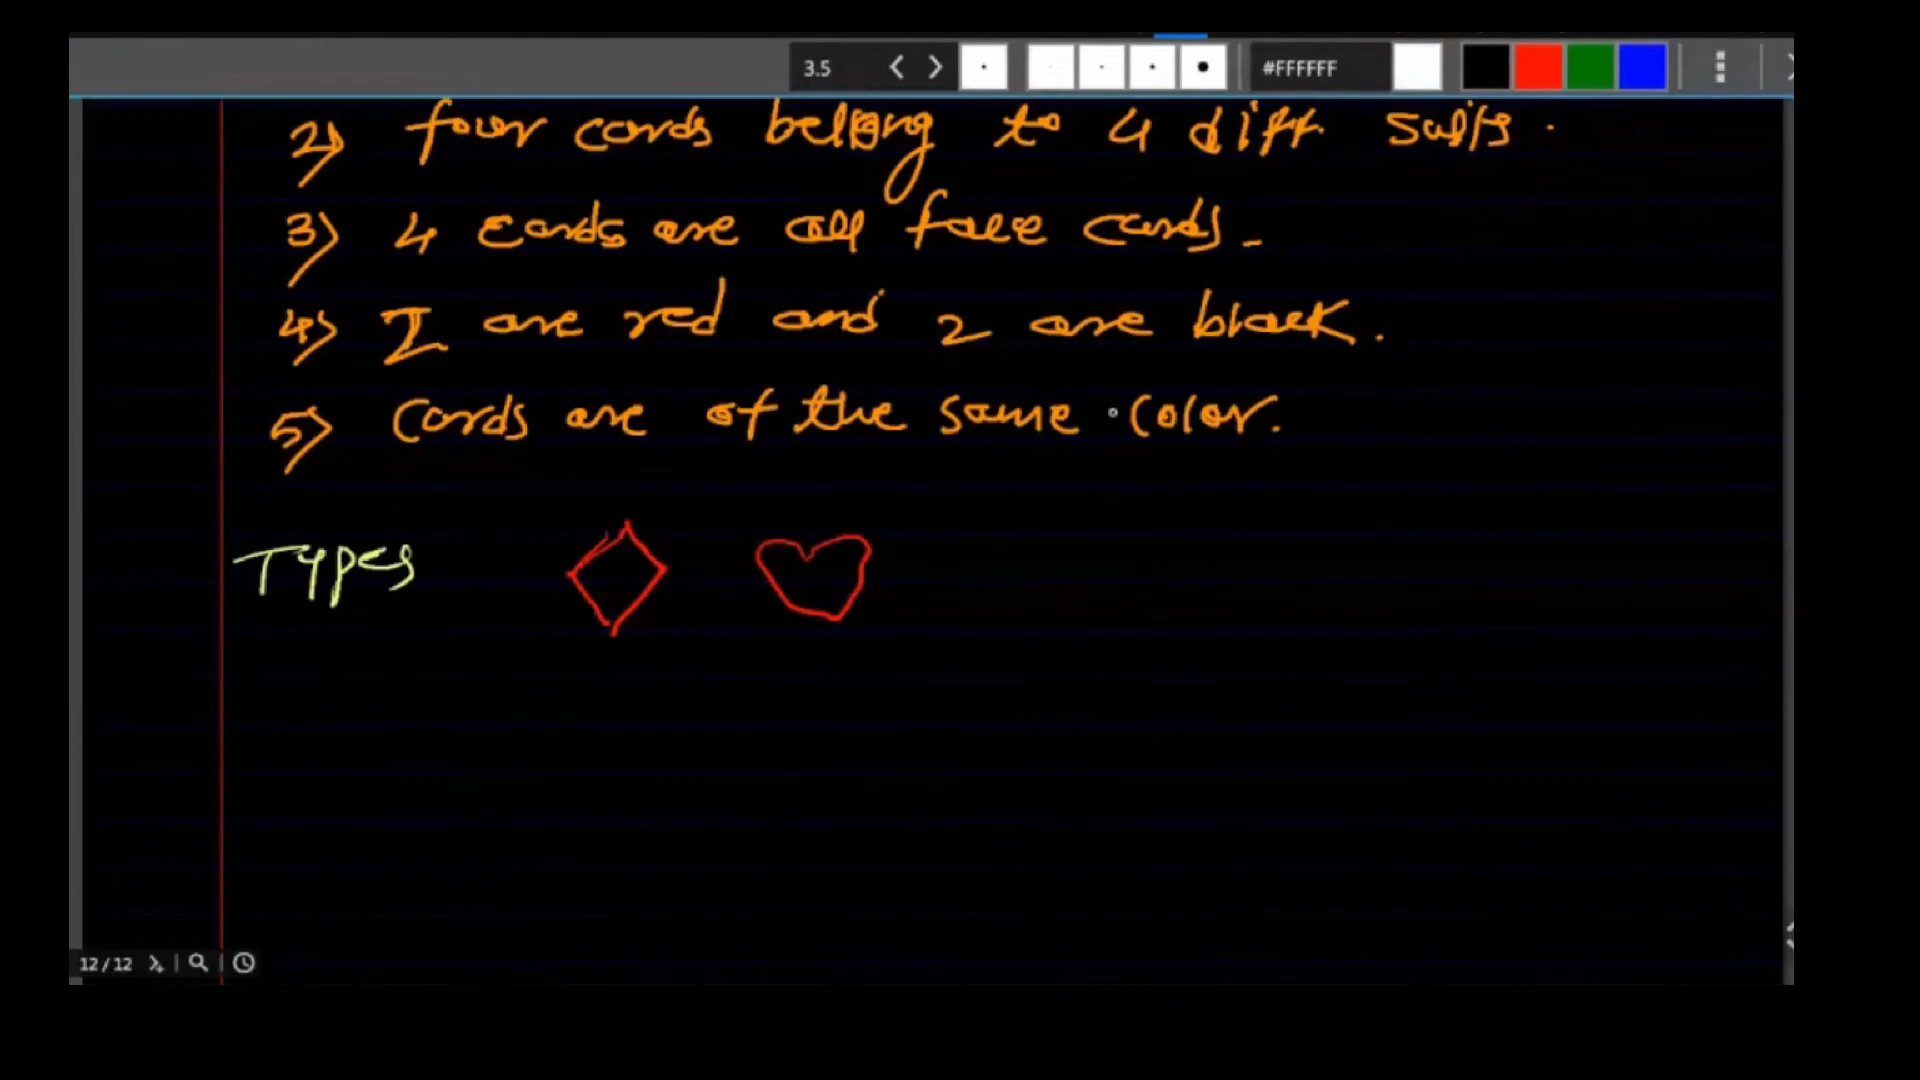 3.5 #FFFFFF
2) four cards belong to 4 diff. suits.
3) 4 cards are all face cards.
4) 2 are red and 2 are black.
5) Cards are of the same color.
Types
12/12